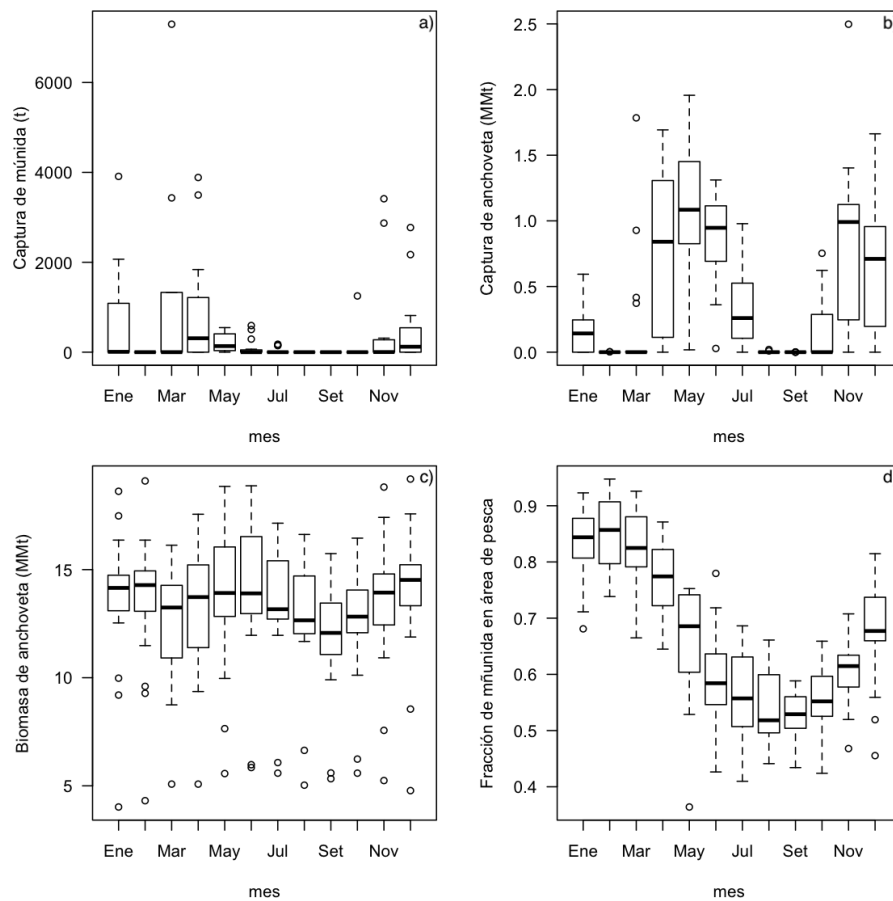 a)
Captura de múnida (t)
6000
4000
2000
0
Ene Mar May Jul Set Nov
mes
b
Captura de anchoveta (MMt)
2.5
2.0
1.5
1.0
0.5
0.0
Ene Mar May Jul Set Nov
mes
c)
Biomasa de anchoveta (MMt)
15
10
5
Ene Mar May Jul Set Nov
mes
d
Fracción de mñunida en área de pesca
0.9
0.8
0.7
0.6
0.5
0.4
Ene Mar May Jul Set Nov
mes